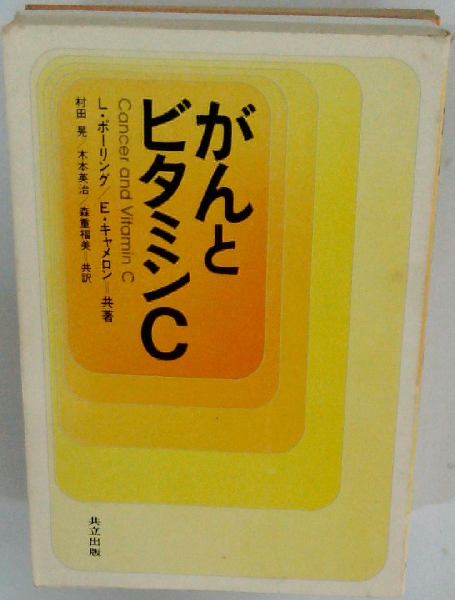 がんと
ビタミンC
Cancer and Vitamin C
L・ポーリング/E・キャメロン=共著
村田 晃/木本英治/森重福美=共訳
共立出版